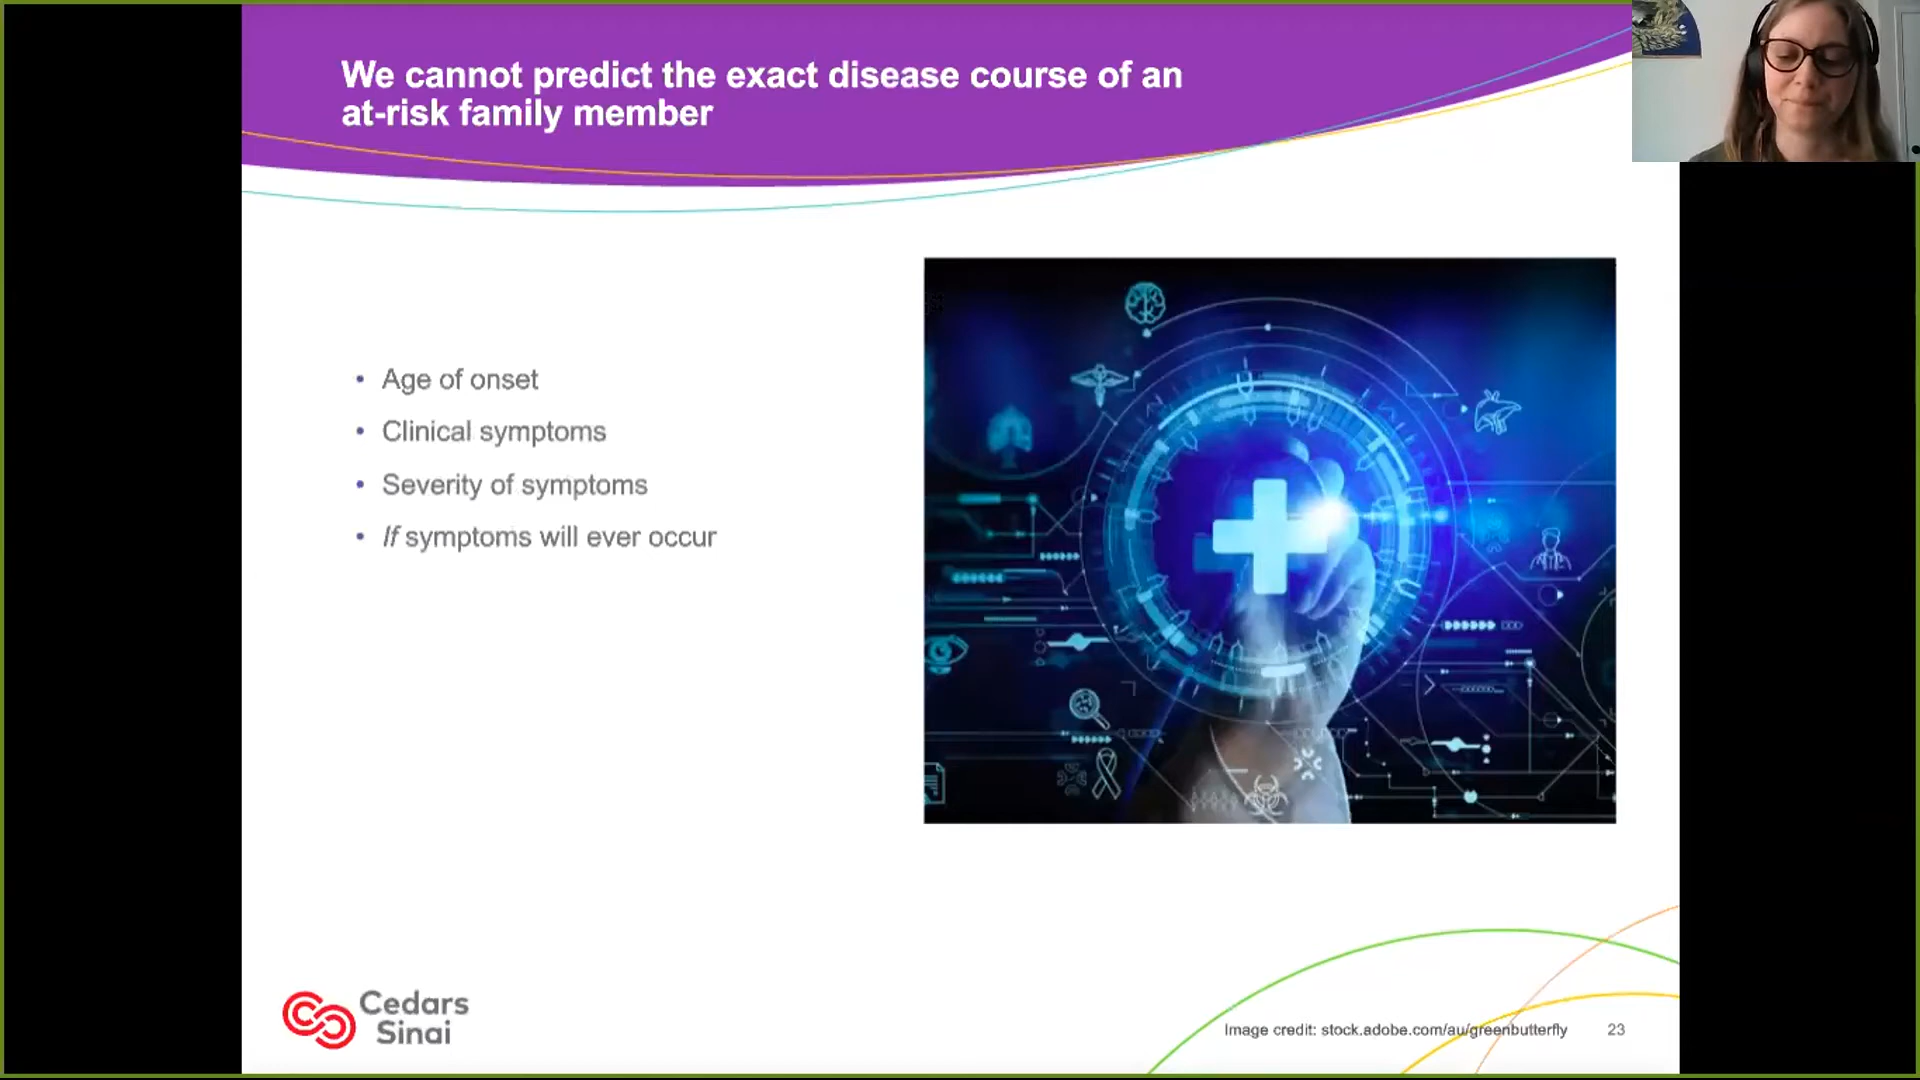 We cannot predict the exact disease course of an
at-risk family member
• Age of onset
• Clinical symptoms
• Severity of symptoms
• If symptoms will ever occur
Cedars
Sinai
Image credit: stock.adobe.com/au/greenbutterfly
23